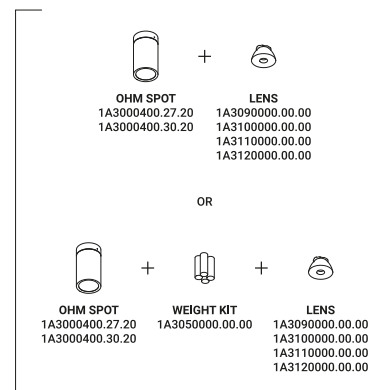 +
OHM SPOT LENS
1A3000400.27.20 1A3090000.00.00
1A3000400.30.20 1A3100000.00.00
1A3110000.00.00
1A3120000.00.00
OR
+ +
OHM SPOT WEIGHT KIT LENS
1A3000400.27.20 1A3050000.00.00 1A3090000.00.00
1A3000400.30.20 1A3100000.00.00
1A3110000.00.00
1A3120000.00.00